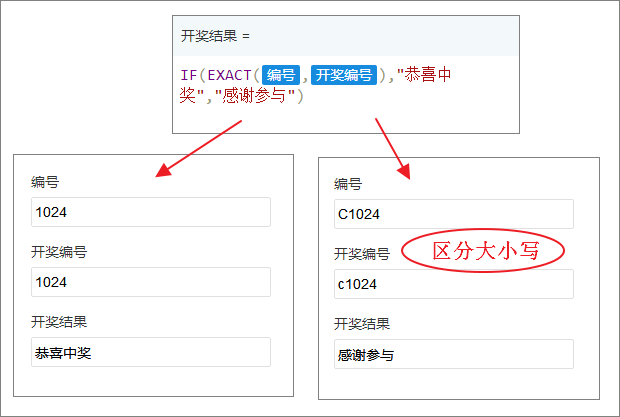 开奖结果 =
IF(EXACT(编号,开奖编号),"恭喜中
奖","感谢参与")
编号
1024
开奖编号
1024
开奖结果
恭喜中奖
编号
C1024
开奖编号
区分大小写
c1024
开奖结果
感谢参与